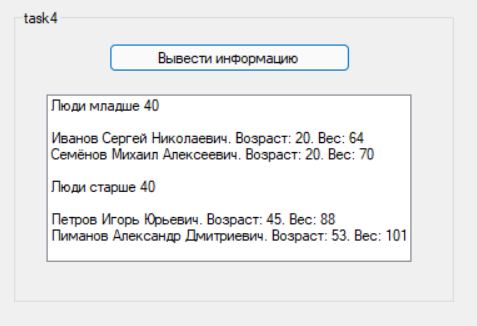 task4
Вывести информацию
Люди младше 40
Иванов Сергей Николаевич. Возраст: 20. Вес: 64
Семёнов Михаил Алексеевич. Возраст: 20. Вес: 70
Люди старше 40
Петров Игорь Юрьевич. Возраст: 45. Вес: 88
Пиманов Александр Дмитриевич. Возраст: 53. Вес: 101